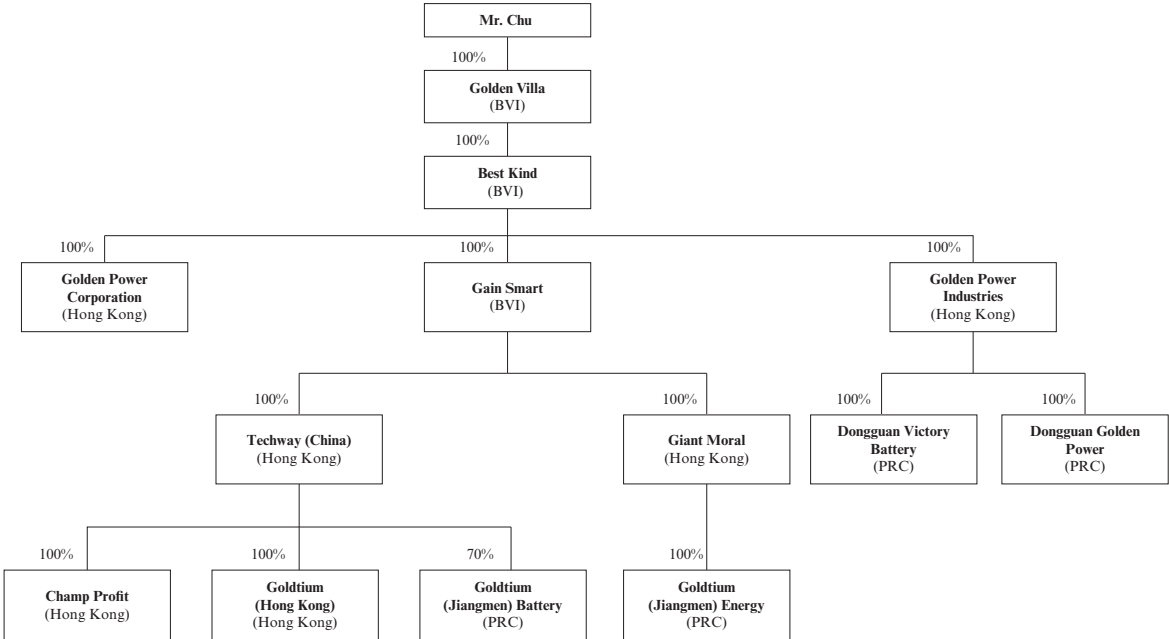 Mr. Chu
100%
Golden Villa
(BVI)
100%
Best Kind
(BVI)
100%
100%
100%
Golden Power
Corporation
(Hong Kong)
Gain Smart
(BVI)
Golden Power
Industries
(Hong Kong)
100%
100%
100%
100%
Techway (China)
(Hong Kong)
Giant Moral
(Hong Kong)
Dongguan Victory
Battery
(PRC)
Dongguan Golden
Power
(PRC)
100%
100%
70%
100%
Champ Profit
(Hong Kong)
Goldtium
(Hong Kong)
(Hong Kong)
Goldtium
(Jiangmen) Battery
(PRC)
Goldtium
(Jiangmen) Energy
(PRC)